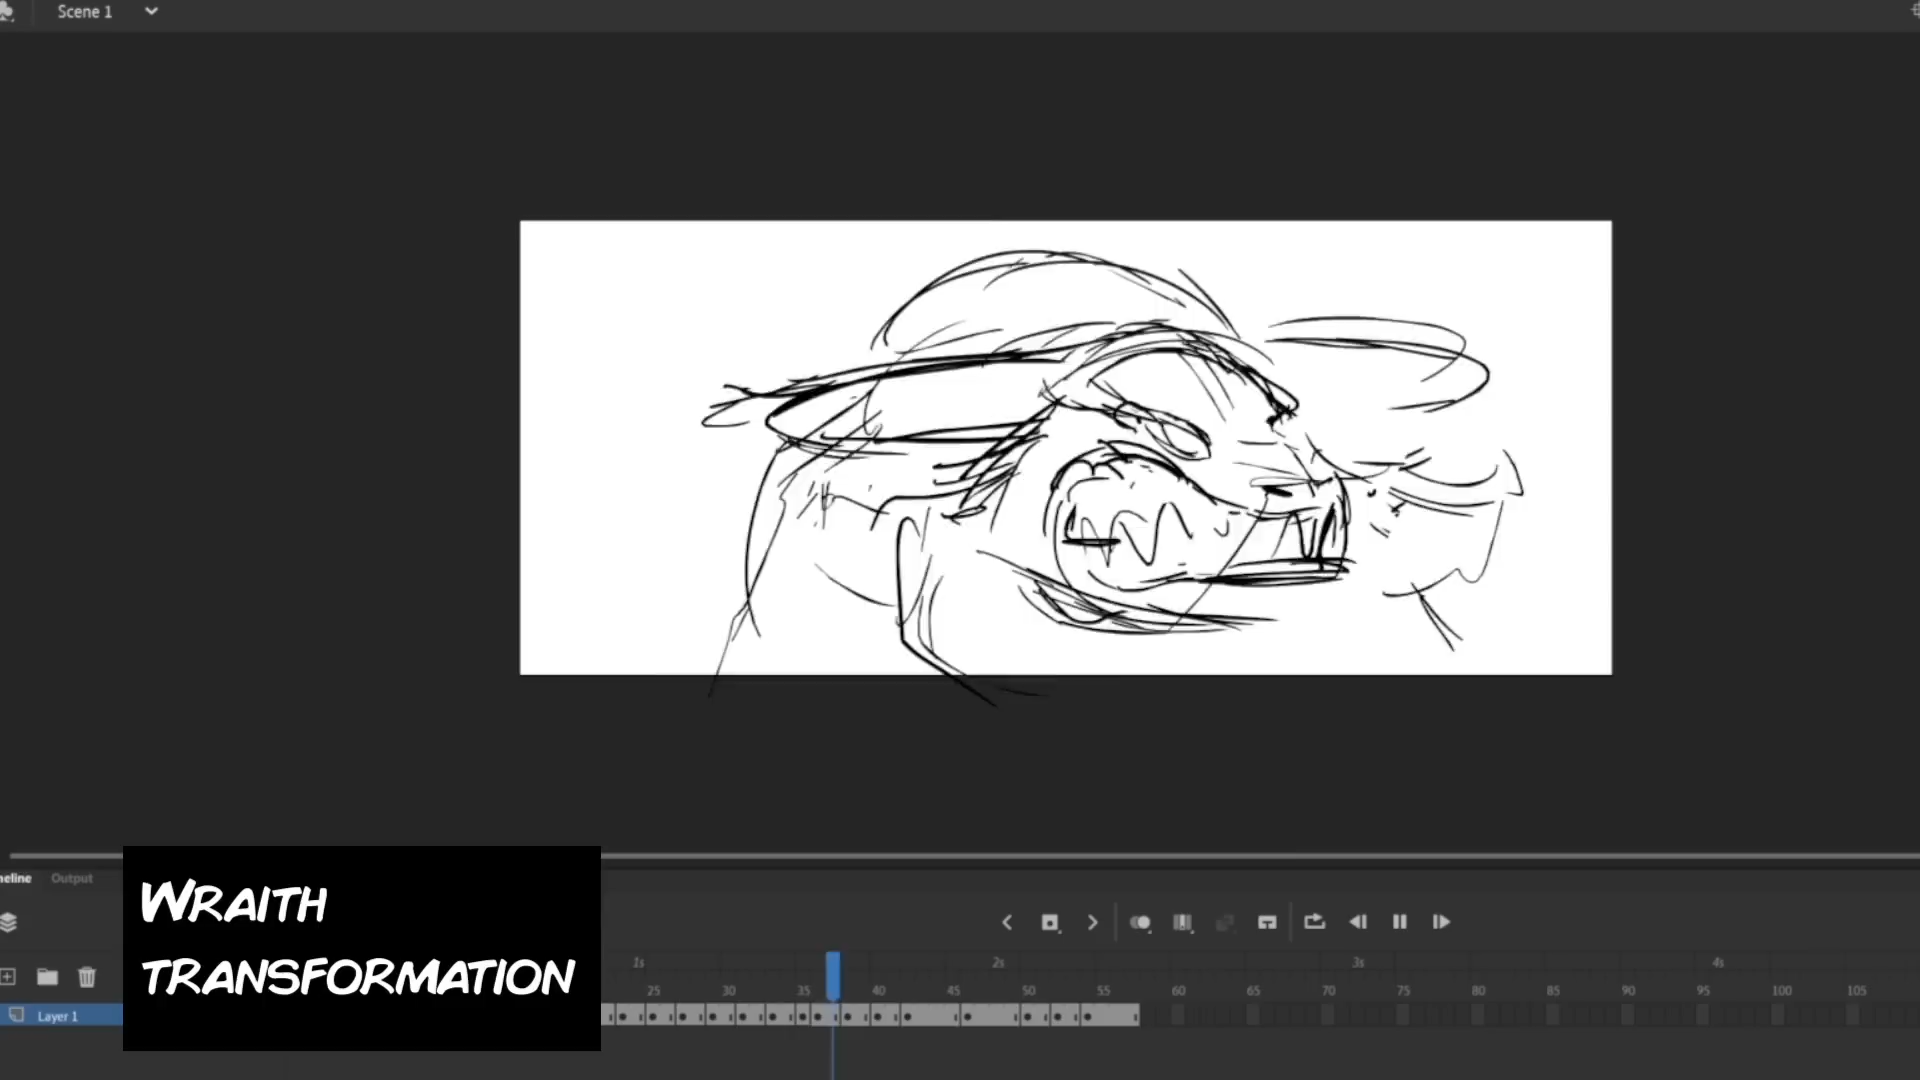 Scene 1
neline Output
Wraith
transformation
1s 2s 3s 4s
25 30 35 40 45 50 55 60 65 70 75 80 85 90 95 100 105
Layer 1